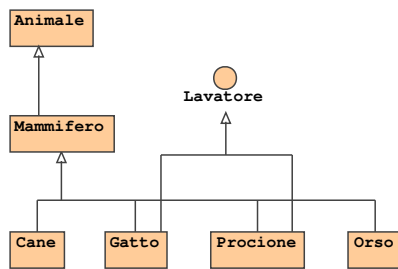 Animale
Lavatore
Mammifero
Cane
Gatto
Procione
Orso